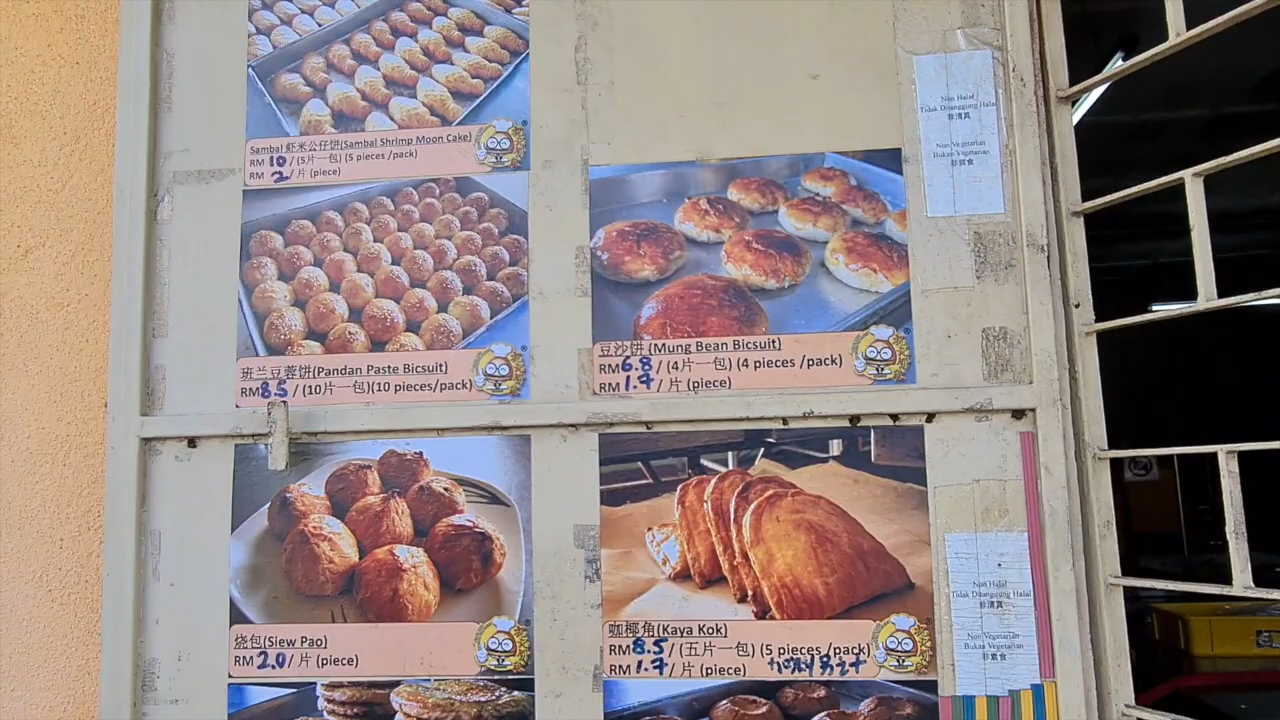 Sambal 虾米公仔饼(Sambal Shrimp Moon Cake)
RM 10 / (5片一包) (5 pieces /pack)
RM 2 / 片 (piece)
班兰豆蓉饼(Pandan Paste Bicsuit)
RM 8.5 / (10片一包)(10 pieces/pack)
豆沙饼 (Mung Bean Bicsuit)
RM 6.8 / (4片一包) (4 pieces /pack)
RM 1.7 / 片 (piece)
Non Halal
Tidak Ditanggung Halal
非清真
Non Vegetarian
Bukan Vegetarian
非素食
烧包(Siew Pao)
RM 2.0 / 片 (piece)
咖椰角(Kaya Kok)
RM 8.5 / (五片一包) (5 pieces /pack)
RM 1.7 / 片 (piece)
Non Halal
Tidak Ditanggung Halal
非清真
Non Vegetarian
Bukan Vegetarian
非素食